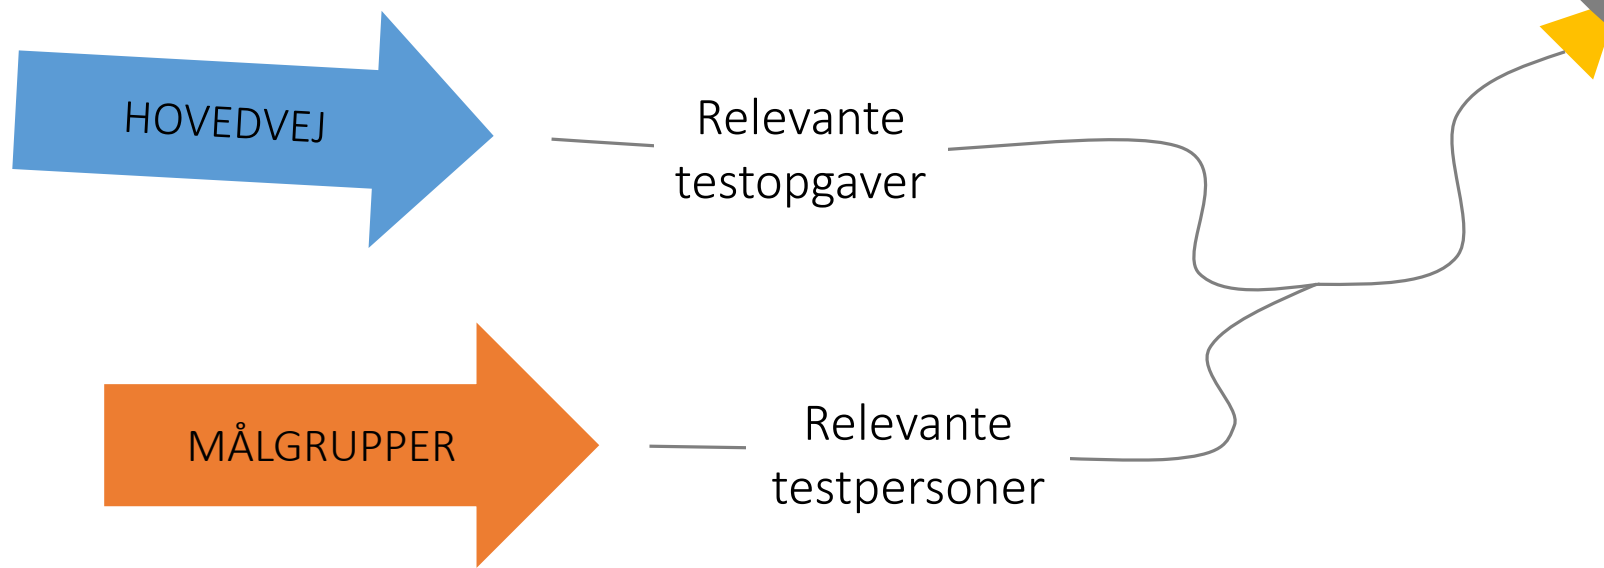 HOVEDVEJ
Relevante
testopgaver
MÅLGRUPPER
Relevante
testpersoner